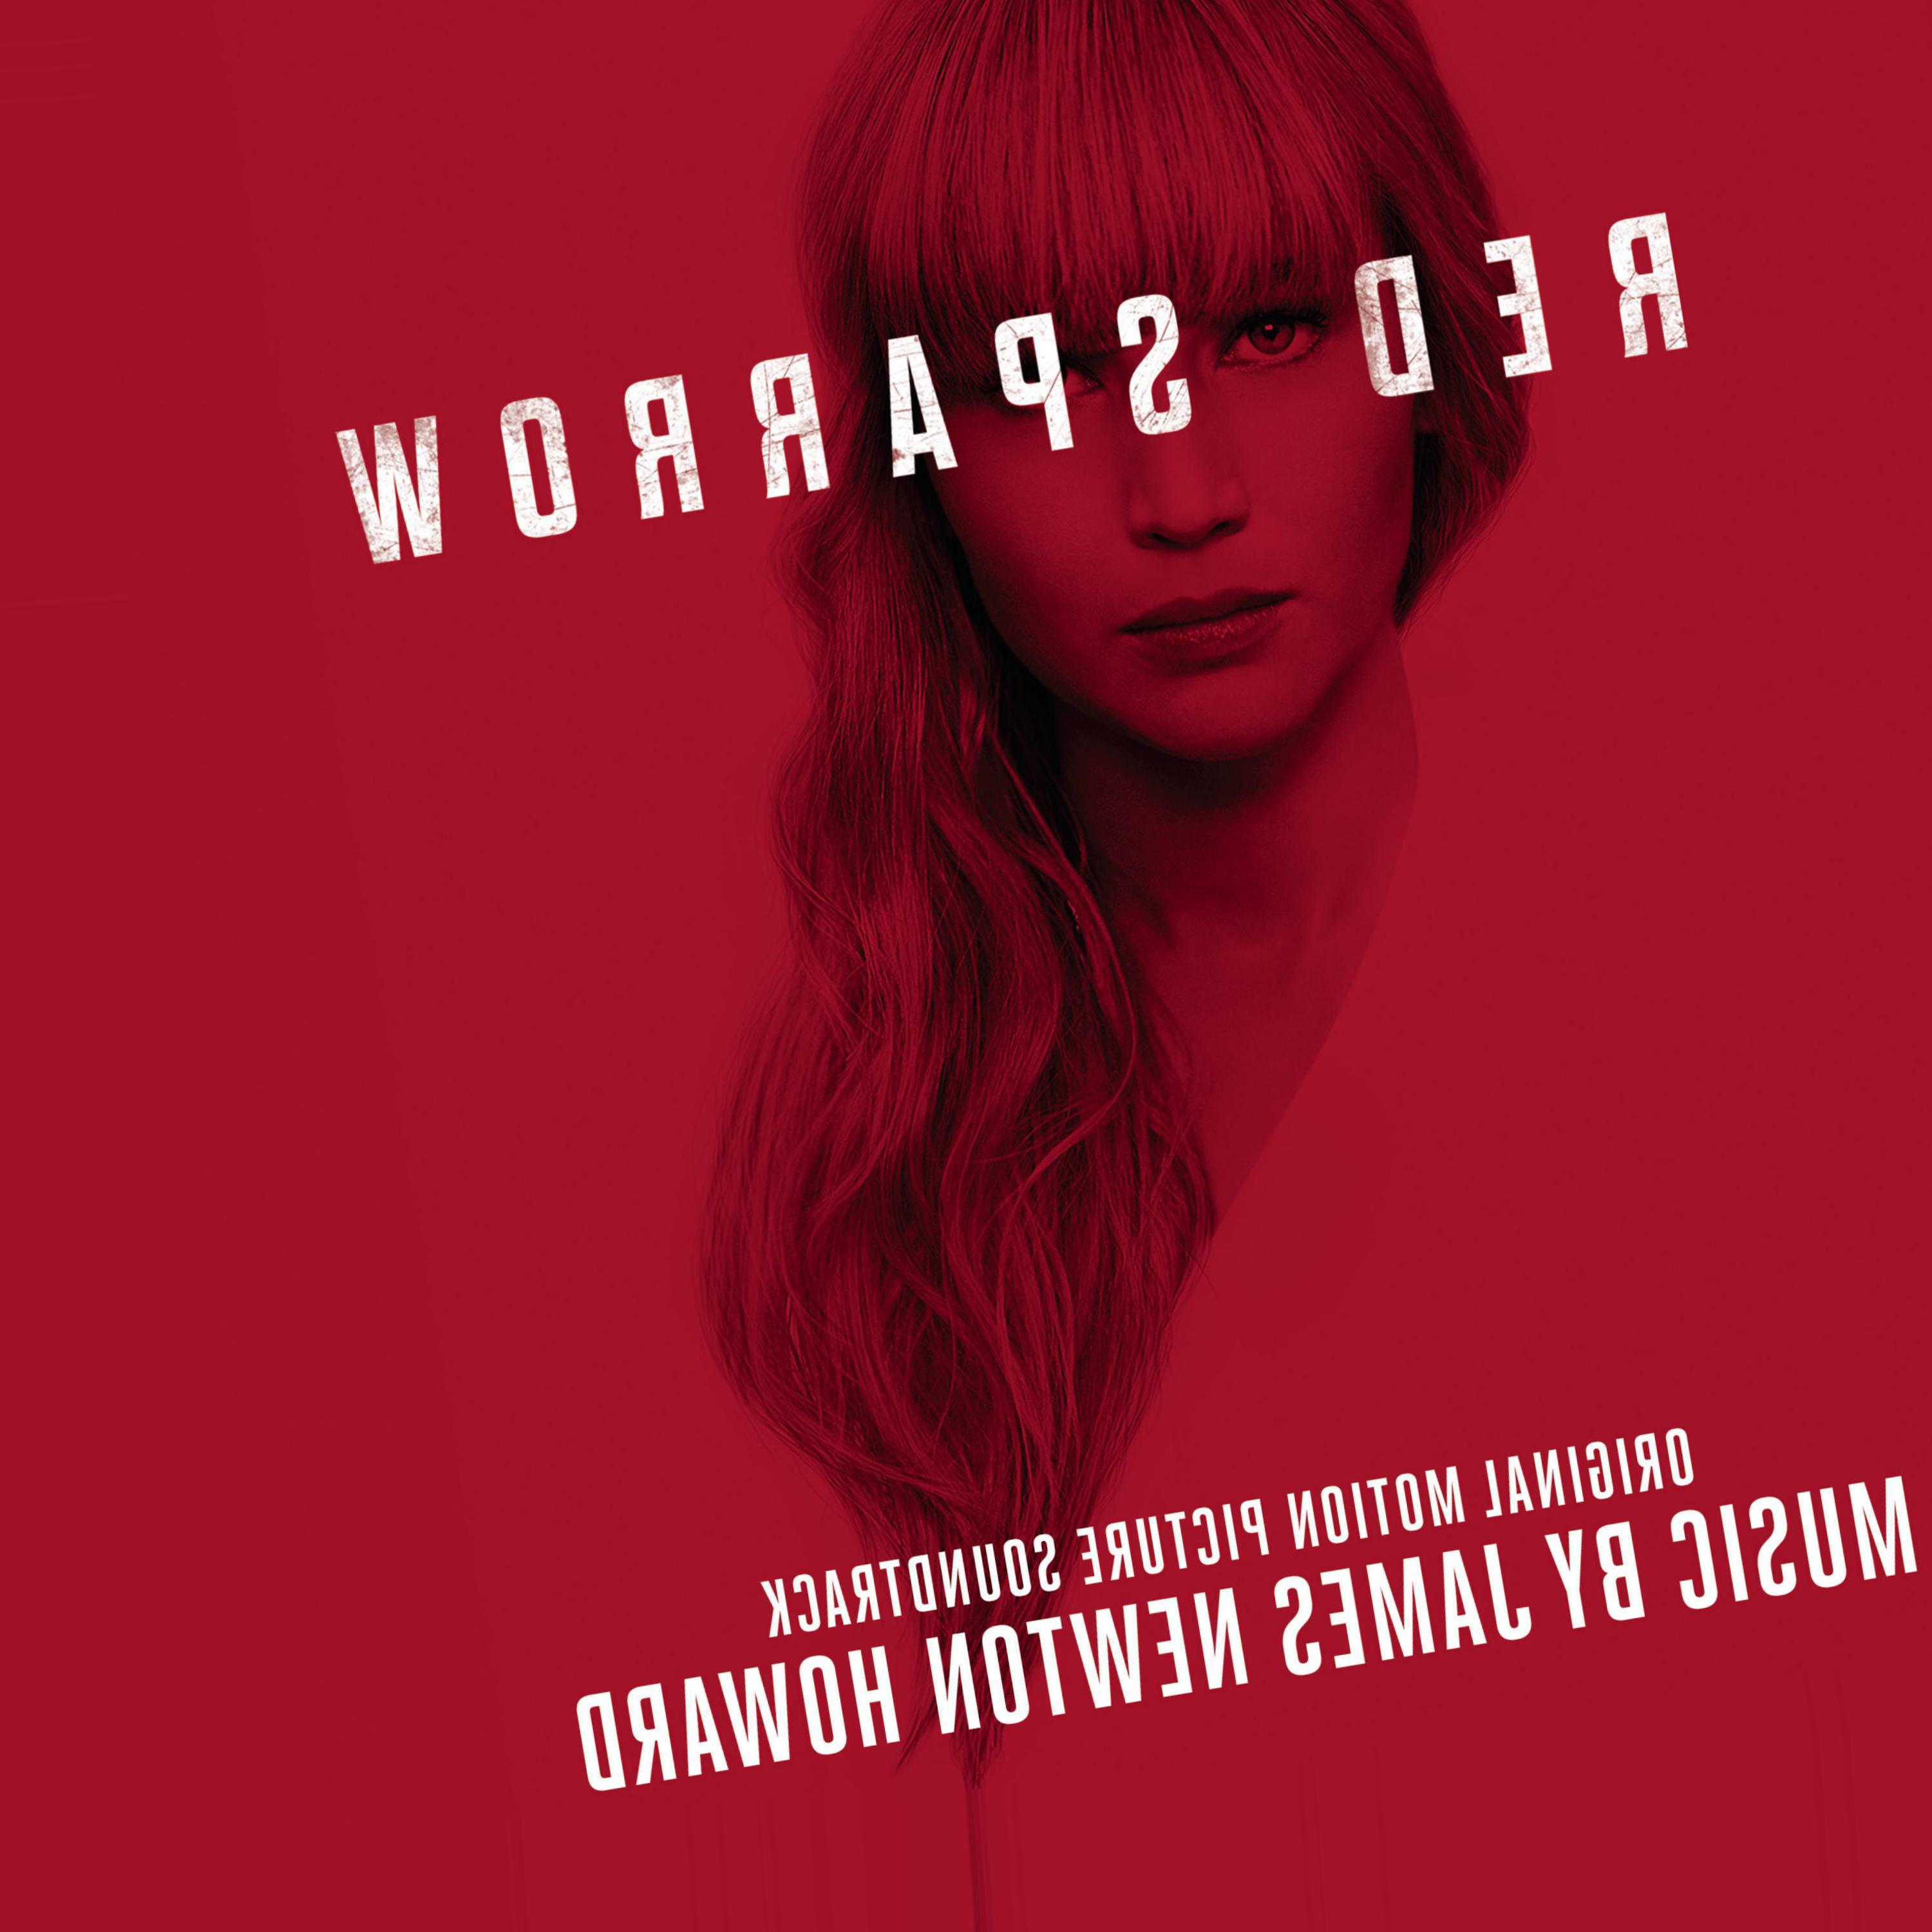 RED SPARROW
ORIGINAL MOTION PICTURE SOUNDTRACK
MUSIC BY JAMES NEWTON HOWARD